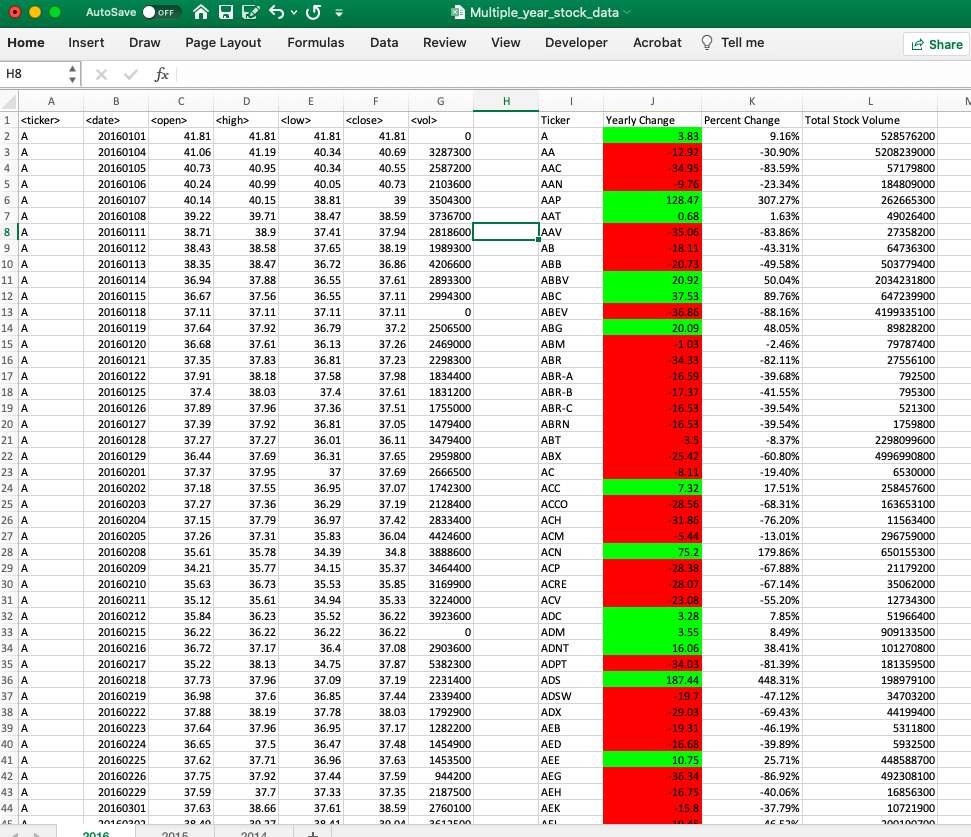 AutoSave OFF Multiple_year_stock_data
Home Insert Draw Page Layout Formulas Data Review View Developer Acrobat Tell me Share
H8 fx
A B C D E F G H I J K L
1 <ticker> <date> <open> <high> <low> <close> <vol> Ticker Yearly Change Percent Change Total Stock Volume
2 A 20160101 41.81 41.81 41.81 41.81 0 A 3.83 9.16% 528576200
3 A 20160104 41.06 41.19 40.34 40.69 3287300 AA -12.92 -30.90% 5208239000
4 A 20160105 40.73 40.95 40.34 40.55 2587200 AAC -34.95 -83.59% 57179800
5 A 20160106 40.24 40.99 40.05 40.73 2103600 AAN -9.76 -23.34% 184809000
6 A 20160107 40.14 40.15 38.81 39 3504300 AAP 128.47 307.27% 262665300
7 A 20160108 39.22 39.71 38.47 38.59 3736700 AAT 0.68 1.63% 49026400
8 A 20160111 38.71 38.9 37.41 37.94 2818600 AAV -35.06 -83.86% 27358200
9 A 20160112 38.43 38.58 37.65 38.19 1989300 AB -18.11 -43.31% 64736300
10 A 20160113 38.35 38.47 36.72 36.86 4206600 ABB -20.73 -49.58% 503779400
11 A 20160114 36.94 37.88 36.55 37.61 2893300 ABBV 20.92 50.04% 2034231800
12 A 20160115 36.67 37.56 36.55 37.11 2994300 ABC 37.53 89.76% 647239900
13 A 20160118 37.11 37.11 37.11 37.11 0 ABEV -36.86 -88.16% 4199335100
14 A 20160119 37.64 37.92 36.79 37.2 2506500 ABG 20.09 48.05% 89828200
15 A 20160120 36.68 37.61 36.13 37.26 2469000 ABM -1.03 -2.46% 79787400
16 A 20160121 37.35 37.83 36.81 37.23 2298300 ABR -34.33 -82.11% 27556100
17 A 20160122 37.91 38.18 37.58 37.98 1834400 ABR-A -16.59 -39.68% 792500
18 A 20160125 37.4 38.03 37.4 37.61 1831200 ABR-B -17.37 -41.55% 795300
19 A 20160126 37.89 37.96 37.36 37.51 1755000 ABR-C -16.53 -39.54% 521300
20 A 20160127 37.39 37.92 36.81 37.05 1479400 ABRN -16.53 -39.54% 1759800
21 A 20160128 37.27 37.27 36.01 36.11 3479400 ABT -3.5 -8.37% 2298099600
22 A 20160129 36.44 37.69 36.31 37.65 2959800 ABX -25.42 -60.80% 4996990800
23 A 20160201 37.37 37.95 37 37.69 2666500 AC -8.11 -19.40% 6530000
24 A 20160202 37.18 37.55 36.95 37.07 1742300 ACC 7.32 17.51% 258457600
25 A 20160203 37.27 37.36 36.29 37.19 2128400 ACCO -28.56 -68.31% 163653100
26 A 20160204 37.15 37.79 36.97 37.42 2833400 ACH -31.86 -76.20% 11563400
27 A 20160205 37.26 37.31 35.83 36.04 4424600 ACM -5.44 -13.01% 296759000
28 A 20160208 35.61 35.78 34.39 34.8 3888600 ACN 75.2 179.86% 650155300
29 A 20160209 34.21 35.77 34.15 35.37 3464400 ACP -28.38 -67.88% 21179200
30 A 20160210 35.63 36.73 35.53 35.85 3169900 ACRE -28.07 -67.14% 35062000
31 A 20160211 35.12 35.61 34.94 35.33 3224000 ACV -23.08 -55.20% 12734300
32 A 20160212 35.84 36.23 35.52 36.22 3923600 ADC 3.28 7.85% 51966400
33 A 20160215 36.22 36.22 36.22 36.22 0 ADM 3.55 8.49% 909133500
34 A 20160216 36.72 37.17 36.4 37.08 2903600 ADNT 16.06 38.41% 101270800
35 A 20160217 35.22 38.13 34.75 37.87 5382300 ADPT -34.03 -81.39% 181359500
36 A 20160218 37.73 37.96 37.09 37.19 2231400 ADS 187.44 448.31% 198979100
37 A 20160219 36.98 37.6 36.85 37.44 2339400 ADSW -19.7 -47.12% 34703200
38 A 20160222 37.88 38.19 37.78 38.03 1792900 ADX -29.03 -69.43% 44199400
39 A 20160223 37.64 37.96 36.95 37.17 1282200 AEB -19.31 -46.19% 5311800
40 A 20160224 36.65 37.5 36.47 37.48 1454900 AED -16.68 -39.89% 5932500
41 A 20160225 37.62 37.71 36.96 37.63 1453500 AEE 10.75 25.71% 448588700
42 A 20160226 37.75 37.92 37.44 37.59 944200 AEG -36.34 -86.92% 492308100
43 A 20160229 37.59 37.7 37.33 37.35 2187500 AEH -16.75 -40.06% 16856300
44 A 20160301 37.63 38.66 37.61 38.59 2760100 AEK -15.8 -37.79% 10721900
2016 2015 2014 +